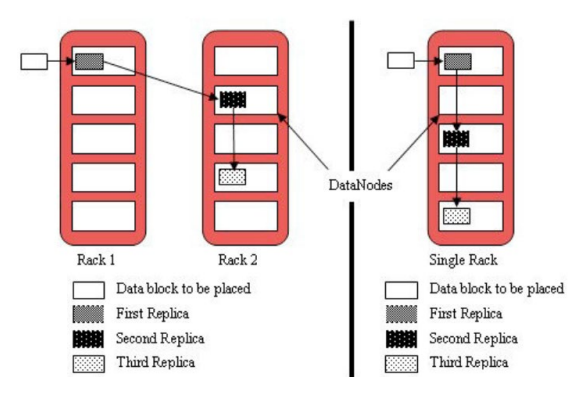 DataNodes
Rack 1
Rack 2
Single Rack
Data block to be placed
First Replica
Second Replica
Third Replica
Data block to be placed
First Replica
Second Replica
Third Replica